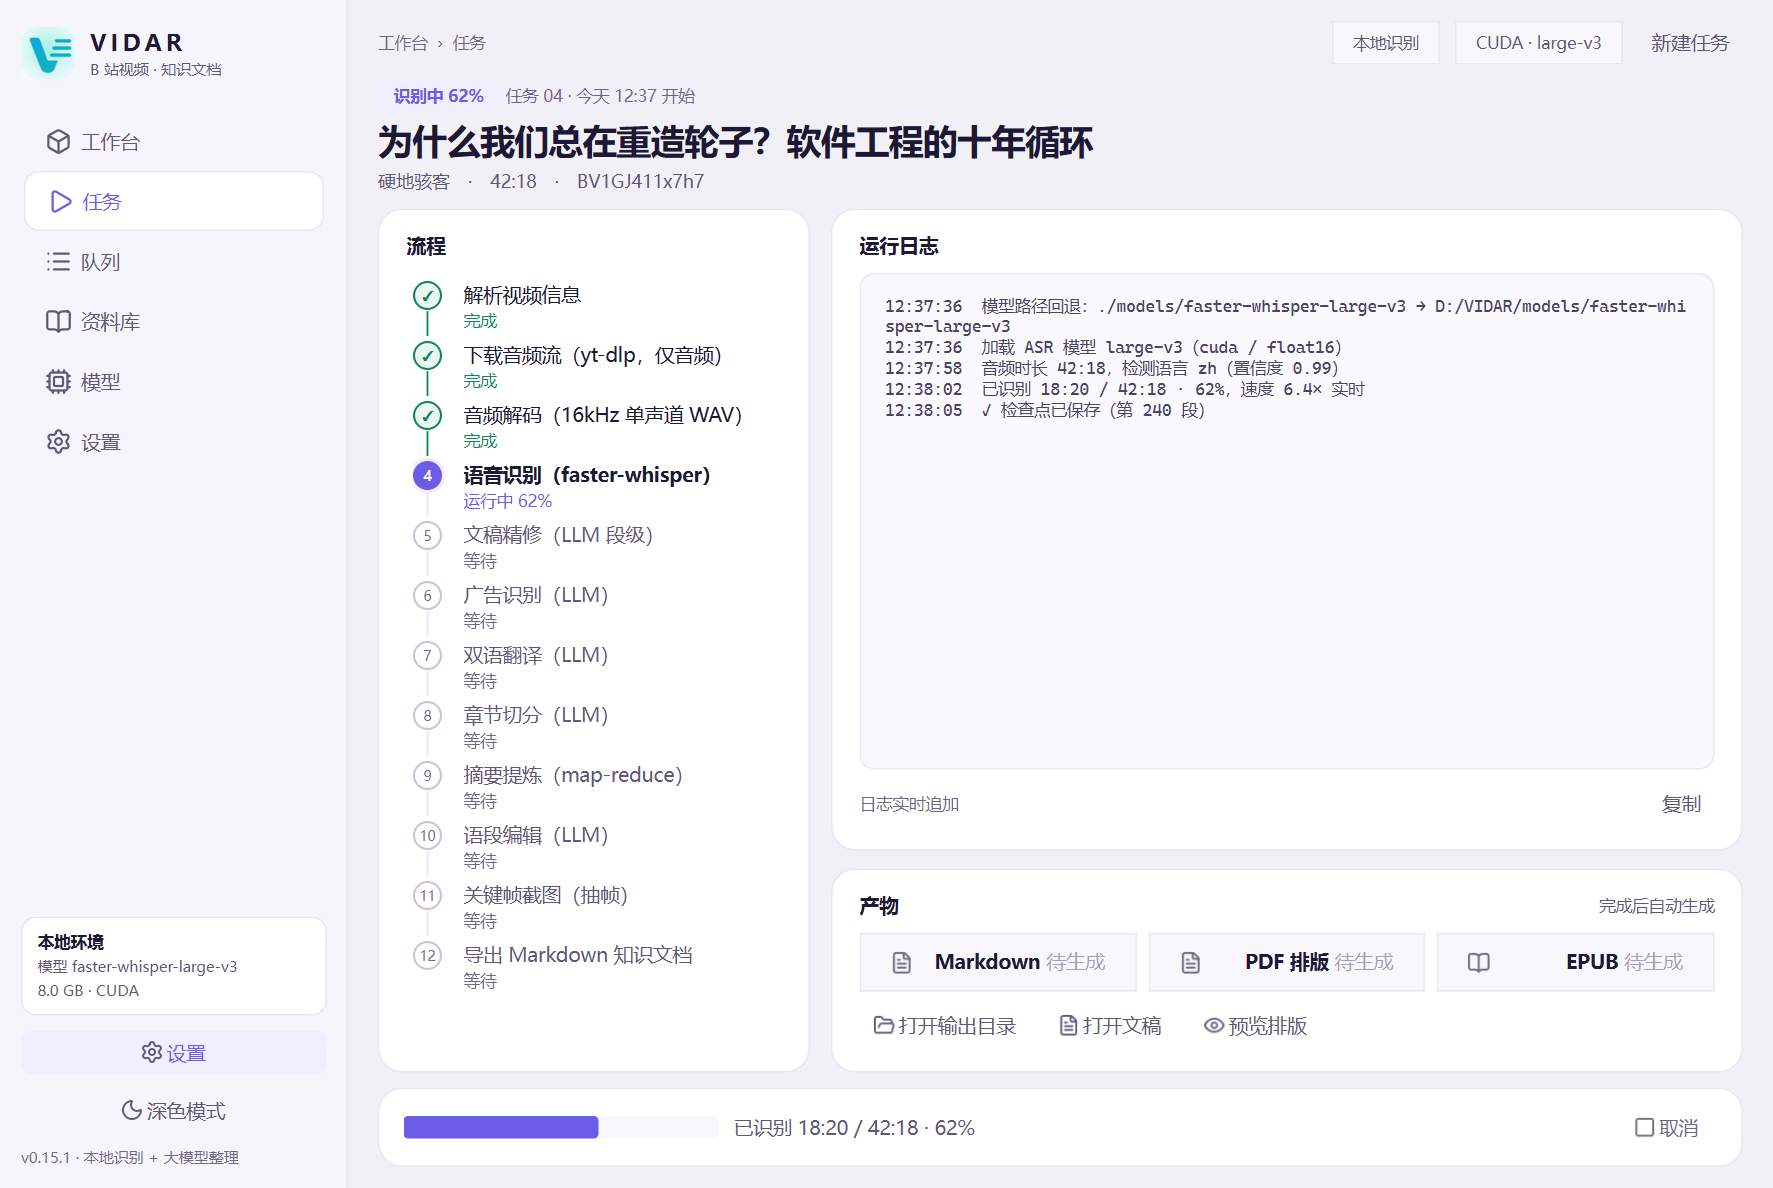 VIDAR
B 站视频 · 知识文档
工作台
任务
队列
资料库
模型
设置
本地环境
模型 faster-whisper-large-v3
8.0 GB · CUDA
设置
深色模式
v0.15.1 · 本地识别 + 大模型整理
工作台 › 任务
本地识别
CUDA · large-v3
新建任务
识别中 62% 任务 04 · 今天 12:37 开始
为什么我们总在重造轮子？软件工程的十年循环
硬地骇客 · 42:18 · BV1GJ411x7h7
流程
✓ 解析视频信息
完成
✓ 下载音频流（yt-dlp，仅音频）
完成
✓ 音频解码（16kHz 单声道 WAV）
完成
4 语音识别（faster-whisper）
运行中 62%
5 文稿精修（LLM 段级）
等待
6 广告识别（LLM）
等待
7 双语翻译（LLM）
等待
8 章节切分（LLM）
等待
9 摘要提炼（map-reduce）
等待
10 语段编辑（LLM）
等待
11 关键帧截图（抽帧）
等待
12 导出 Markdown 知识文档
等待
运行日志
12:37:36 模型路径回退：./models/faster-whisper-large-v3 → D:/VIDAR/models/faster-whi
sper-large-v3
12:37:36 加载 ASR 模型 large-v3（cuda / float16）
12:37:58 音频时长 42:18，检测语言 zh（置信度 0.99）
12:38:02 已识别 18:20 / 42:18 · 62%，速度 6.4× 实时
12:38:05 ✓ 检查点已保存（第 240 段）
日志实时追加
复制
产物
完成后自动生成
Markdown 待生成
PDF 排版 待生成
EPUB 待生成
打开输出目录
打开文稿
预览排版
已识别 18:20 / 42:18 · 62%
取消